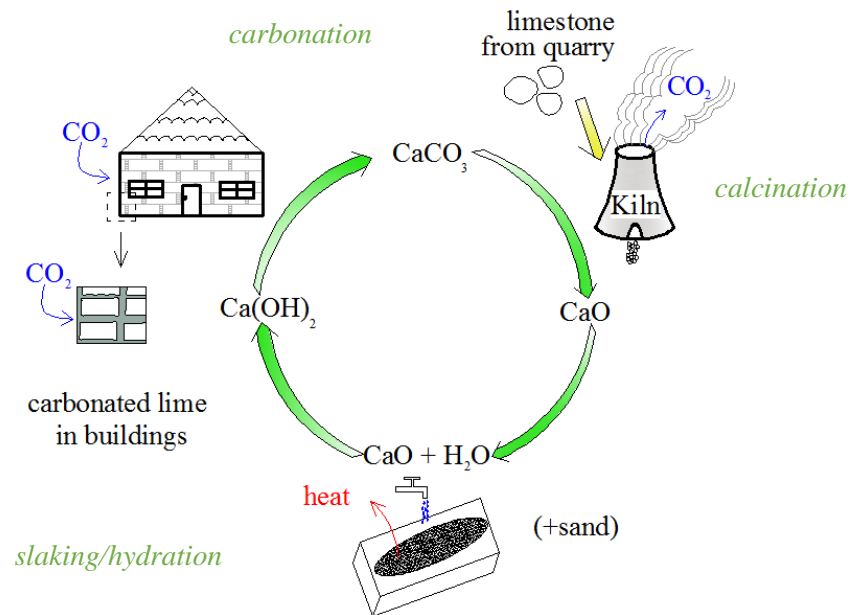 carbonation
limestone
from quarry
CO₂
CO₂
CaCO₃
calcination
Kiln
CO₂
Ca(OH)₂
CaO
carbonated lime
in buildings
CaO + H₂O
heat
(+sand)
slaking/hydration